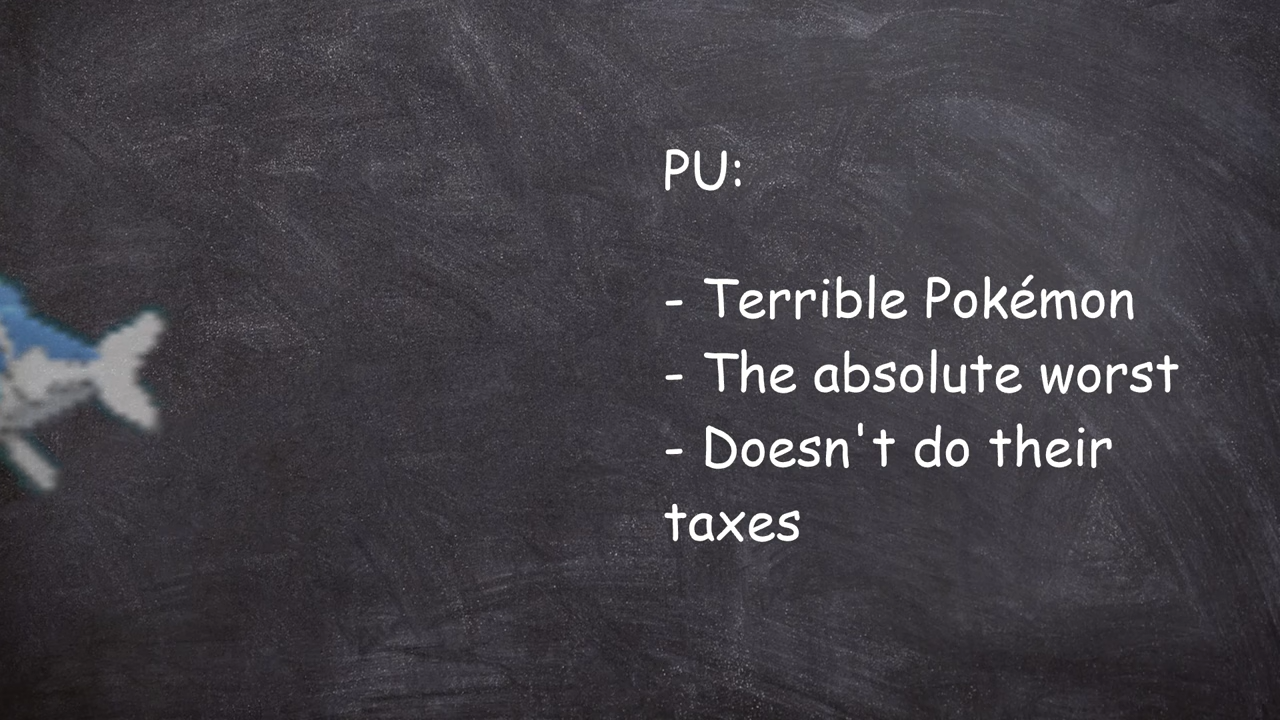 PU:
- Terrible Pokémon
- The absolute worst
- Doesn't do their
taxes